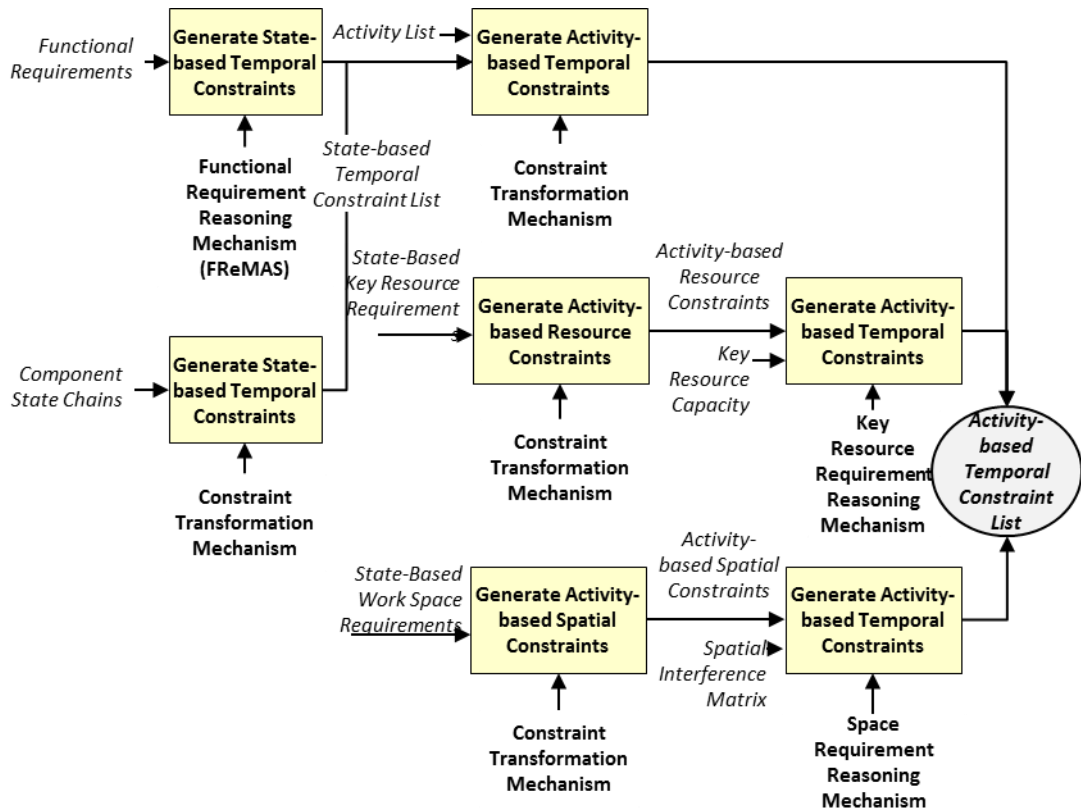 Functional
Requirements
Generate State-
based Temporal
Constraints
Activity List
Generate Activity-
based Temporal
Constraints
Functional
Requirement
Reasoning
Mechanism
(FReMAS)
State-based
Temporal
Constraint List
Constraint
Transformation
Mechanism
State-Based
Key Resource
Requirement
s
Generate Activity-
based Resource
Constraints
Activity-based
Resource
Constraints
Key
Resource
Capacity
Generate Activity-
based Temporal
Constraints
Component
State Chains
Generate State-
based Temporal
Constraints
Constraint
Transformation
Mechanism
Constraint
Transformation
Mechanism
Key
Resource
Requirement
Reasoning
Mechanism
Activity-
based
Temporal
Constraint
List
State-Based
Work Space
Requirements
Generate Activity-
based Spatial
Constraints
Activity-
based Spatial
Constraints
Spatial
Interference
Matrix
Generate Activity-
based Temporal
Constraints
Constraint
Transformation
Mechanism
Space
Requirement
Reasoning
Mechanism